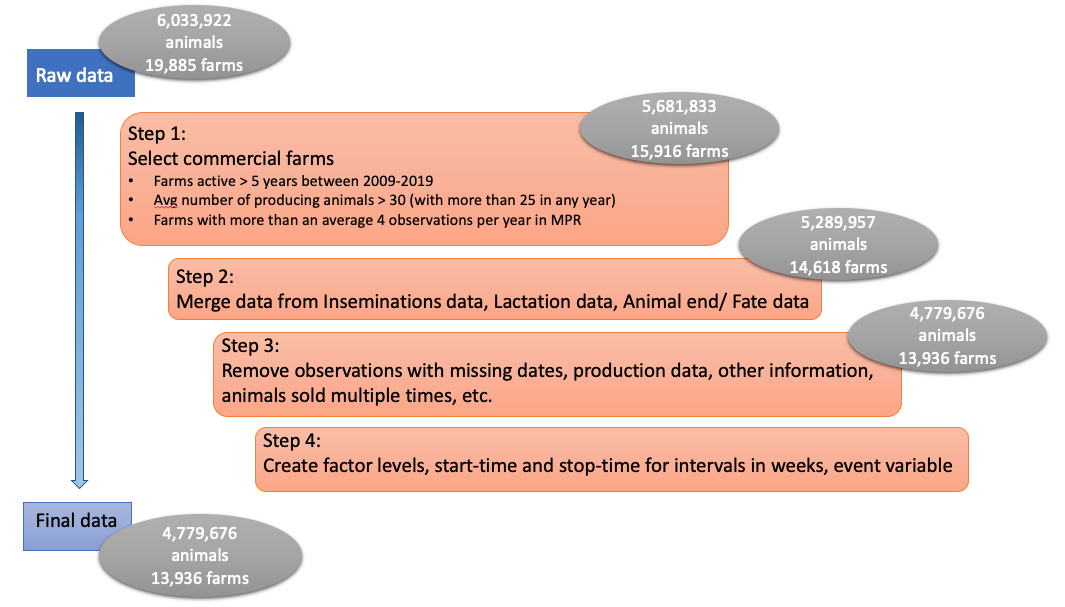 6,033,922
animals
19,885 farms
Raw data
5,681,833
animals
15,916 farms
Step 1:
Select commercial farms
• Farms active > 5 years between 2009-2019
• Avg number of producing animals > 30 (with more than 25 in any year)
• Farms with more than an average 4 observations per year in MPR
5,289,957
animals
14,618 farms
Step 2:
Merge data from Inseminations data, Lactation data, Animal end/ Fate data
4,779,676
animals
13,936 farms
Step 3:
Remove observations with missing dates, production data, other information,
animals sold multiple times, etc.
Step 4:
Create factor levels, start-time and stop-time for intervals in weeks, event variable
Final data
4,779,676
animals
13,936 farms